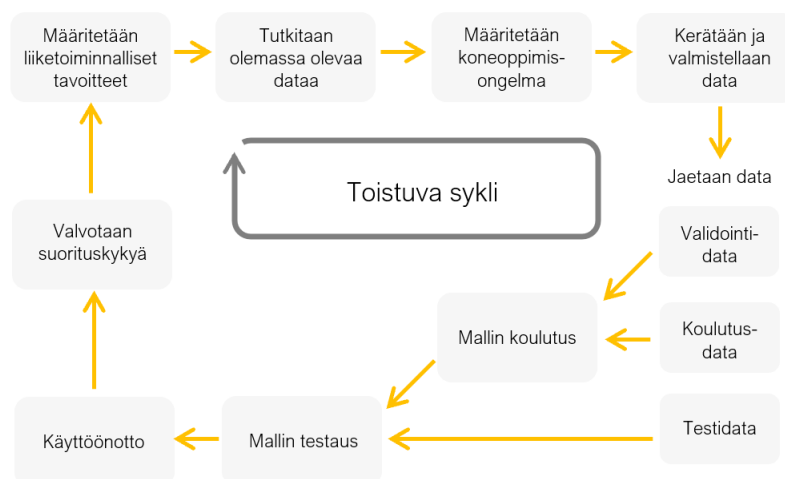 Määritetään
liiketoiminnalliset
tavoitteet
Tutkitaan
olemassa olevaa
dataa
Määritetään
koneoppimis-
ongelma
Kerätään ja
valmistellaan
data
Jaetaan data
Toistuva sykli
Valvotaan
suorituskykyä
Validointi-
data
Mallin koulutus
Koulutus-
data
Käyttöönotto
Mallin testaus
Testidata